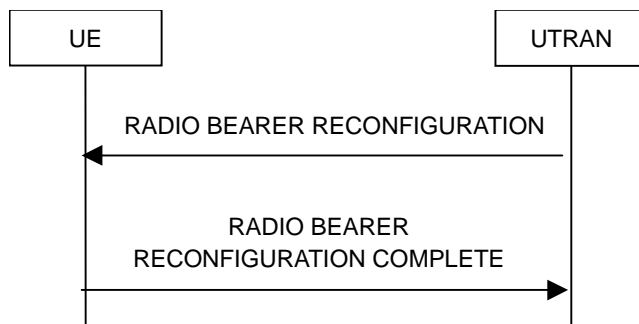 UE
UTRAN
RADIO BEARER RECONFIGURATION
RADIO BEARER
RECONFIGURATION COMPLETE